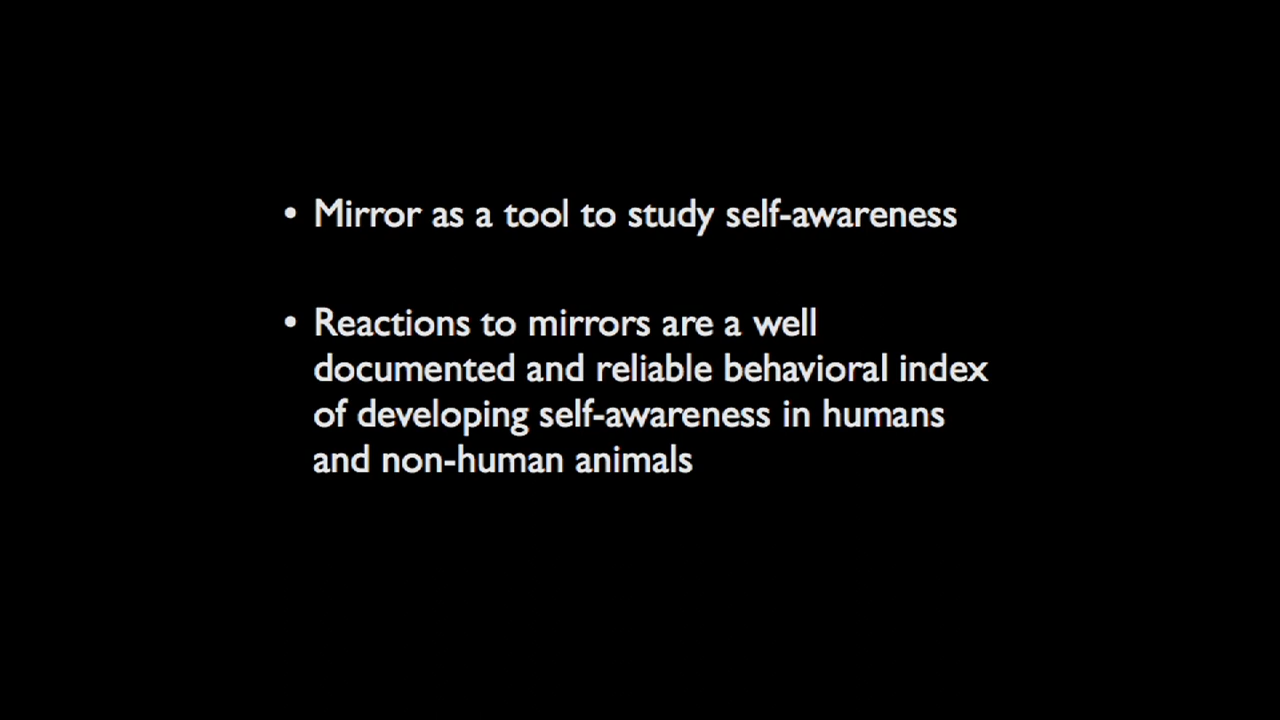 • Mirror as a tool to study self-awareness
• Reactions to mirrors are a well
documented and reliable behavioral index
of developing self-awareness in humans
and non-human animals